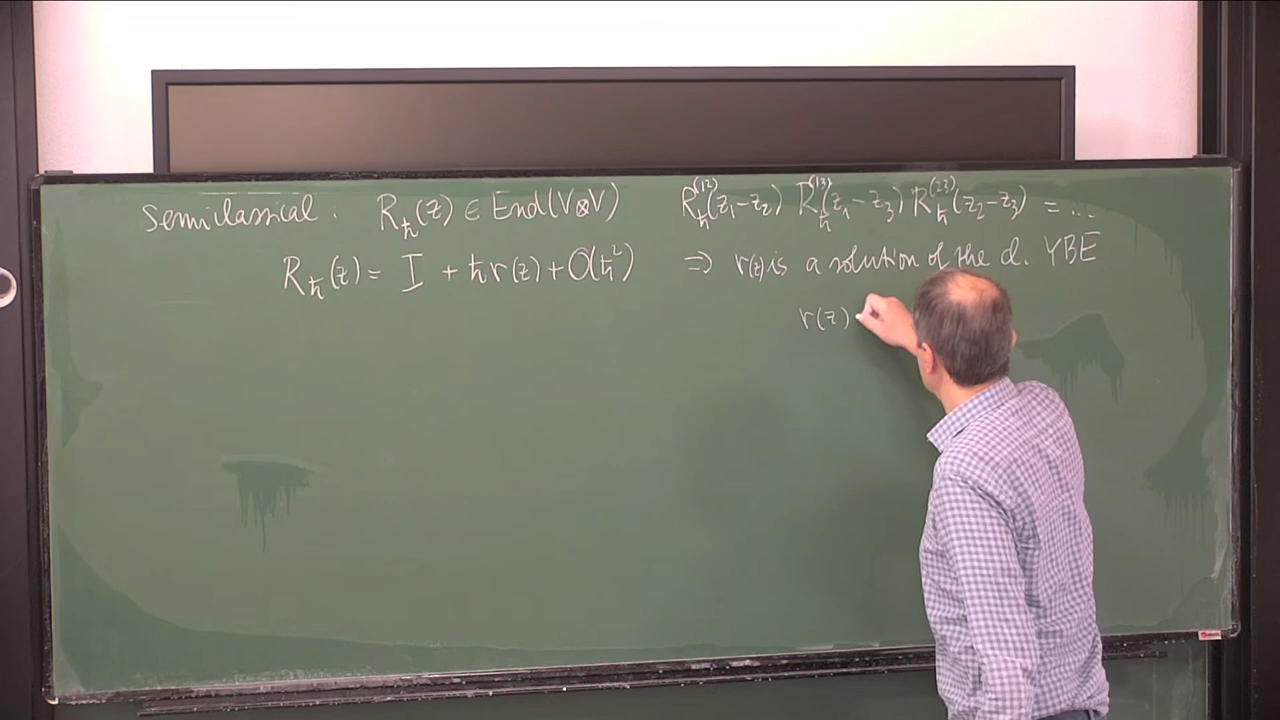 Semiclassical. R_ħ(z) ∈ End(V⊗V) R_ħ^(12)(z₁-z₂) R_ħ^(13)(z₁-z₃) R_ħ^(23)(z₂-z₃) = ...
R_ħ(z) = I + ħr(z) + O(ħ²) ⇒ r(z) is a solution of the cl. YBE
r(z)